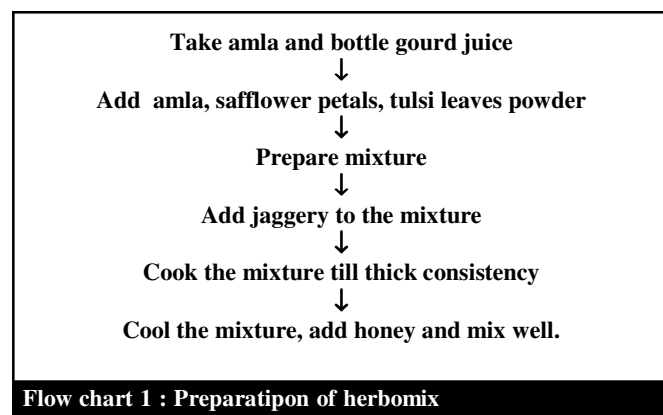 Take amla and bottle gourd juice
↓
Add amla, safflower petals, tulsi leaves powder
↓
Prepare mixture
↓
Add jaggery to the mixture
↓
Cook the mixture till thick consistency
↓
Cool the mixture, add honey and mix well.
Flow chart 1 : Preparatipon of herbomix